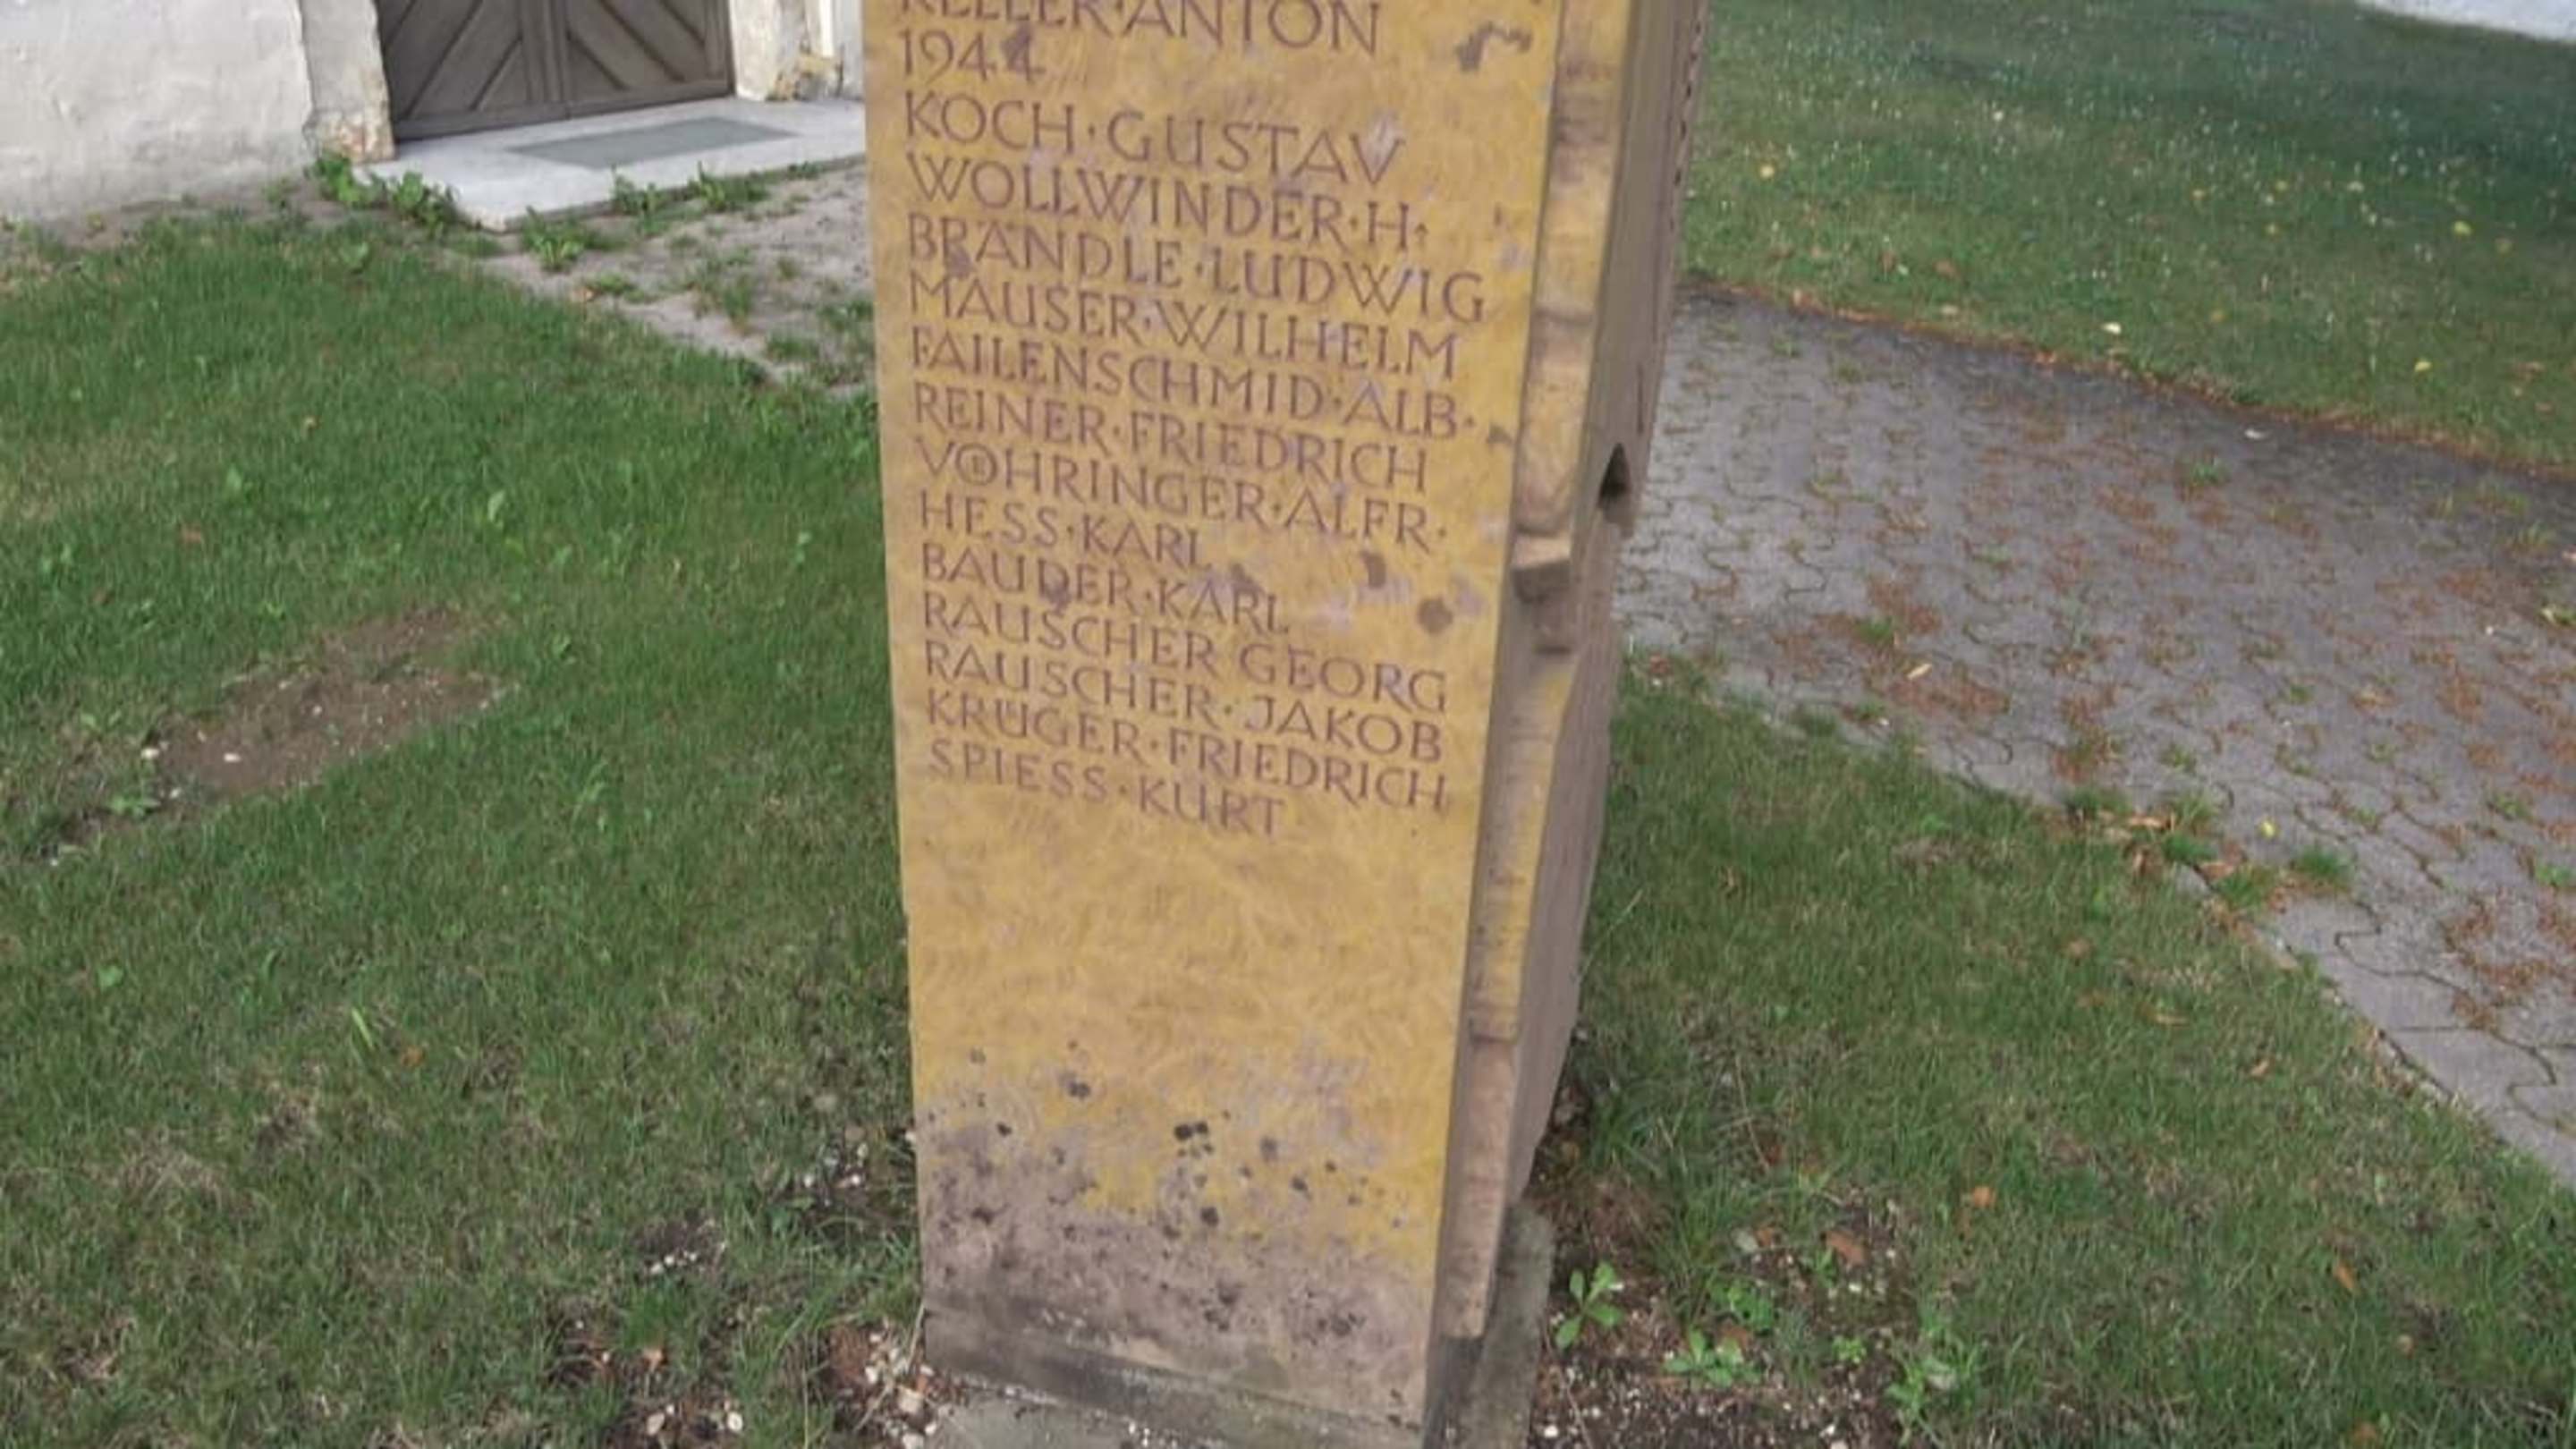 KELLER·ANTON
1944
KOCH·GUSTAV
WOLLWINDER·H·
BRÄNDLE·LUDWIG
MAUSER·WILHELM
FAILENSCHMID·ALB·
REINER·FRIEDRICH
VÖHRINGER·ALFR·
HESS·KARL
BAUDER·KARL
RAUSCHER GEORG
RAUSCHER·JAKOB
KRÜGER·FRIEDRICH
SPIESS·KURT